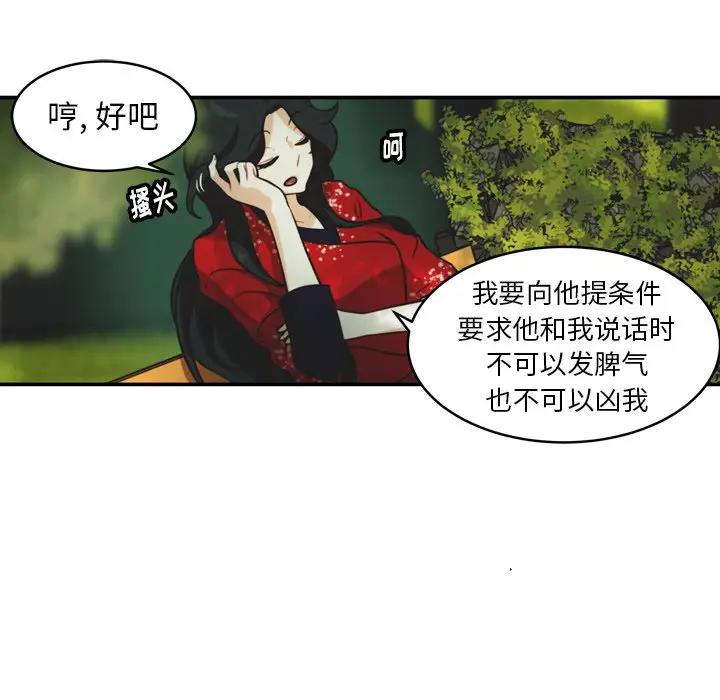 哼, 好吧
搔头
呵
我要向他提条件
要求他和我说话时
不可以发脾气
也不可以凶我